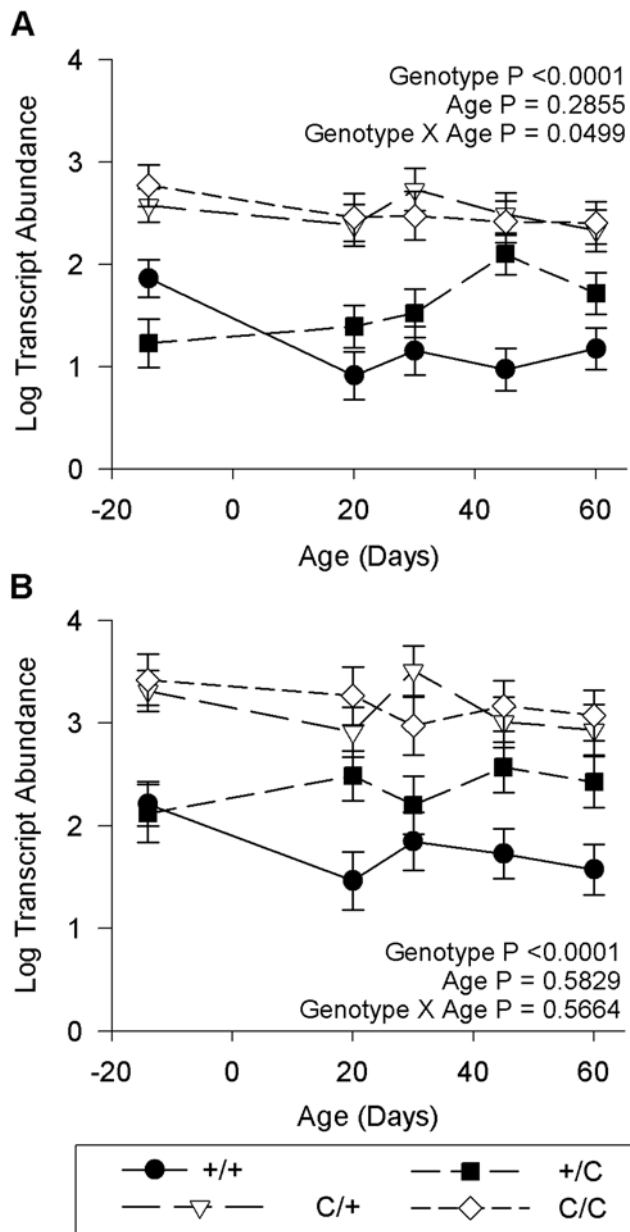 A
4
Genotype P <0.0001
Age P = 0.2855
Genotype X Age P = 0.0499
3
2
1
0
Log Transcript Abundance
-20 0 20 40 60
Age (Days)
B
4
3
2
1
0
Log Transcript Abundance
Genotype P <0.0001
Age P = 0.5829
Genotype X Age P = 0.5664
-20 0 20 40 60
Age (Days)
+/+ +/C
C/+ C/C